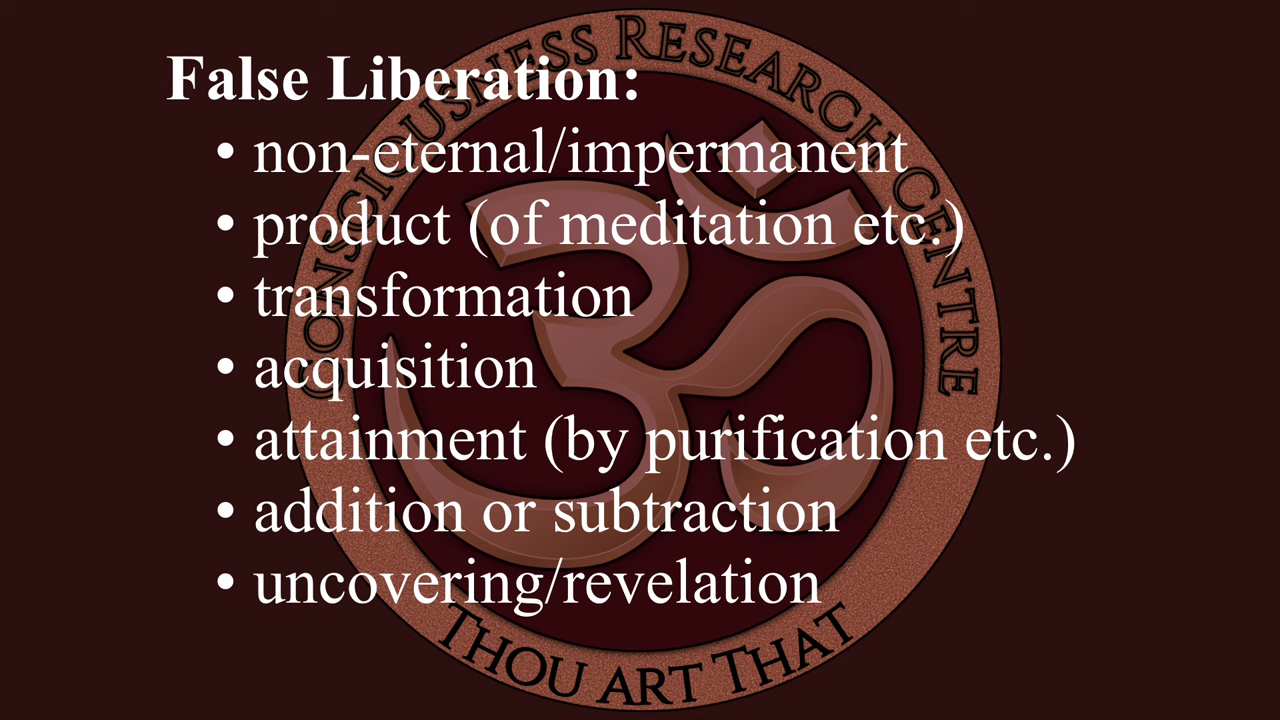 CONSCIOUSNESS RESEARCH CENTRE
False Liberation:
• non-eternal/impermanent
• product (of meditation etc.)
• transformation
• acquisition
• attainment (by purification etc.)
• addition or subtraction
• uncovering/revelation
THOU ART THAT
ॐ